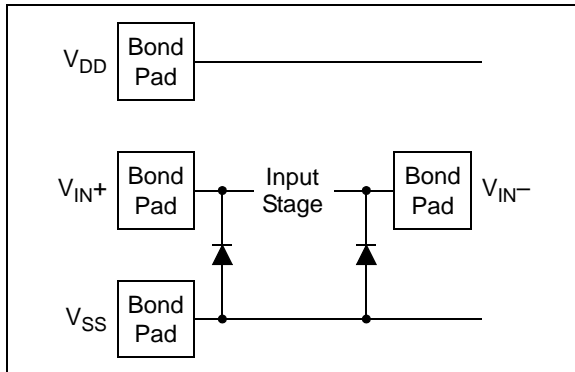 V_DD Bond Pad
V_IN+ Bond Pad
Input Stage
Bond Pad V_IN–
V_SS Bond Pad